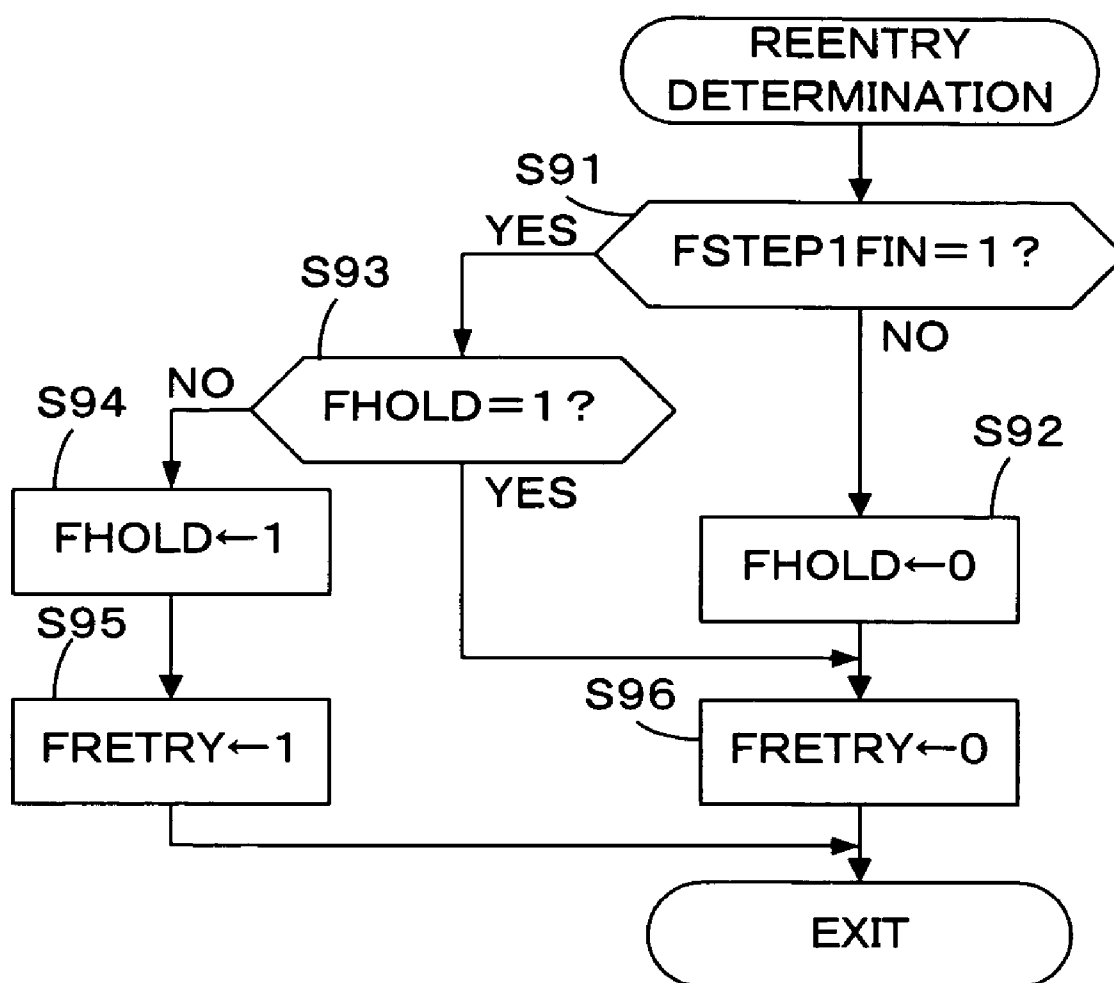 REENTRY
DETERMINATION
S91
YES
FSTEP1FIN=1?
S93
NO
NO
FHOLD=1?
S94
S92
YES
FHOLD←1
FHOLD←0
S95
S96
FRETRY←1
FRETRY←0
EXIT